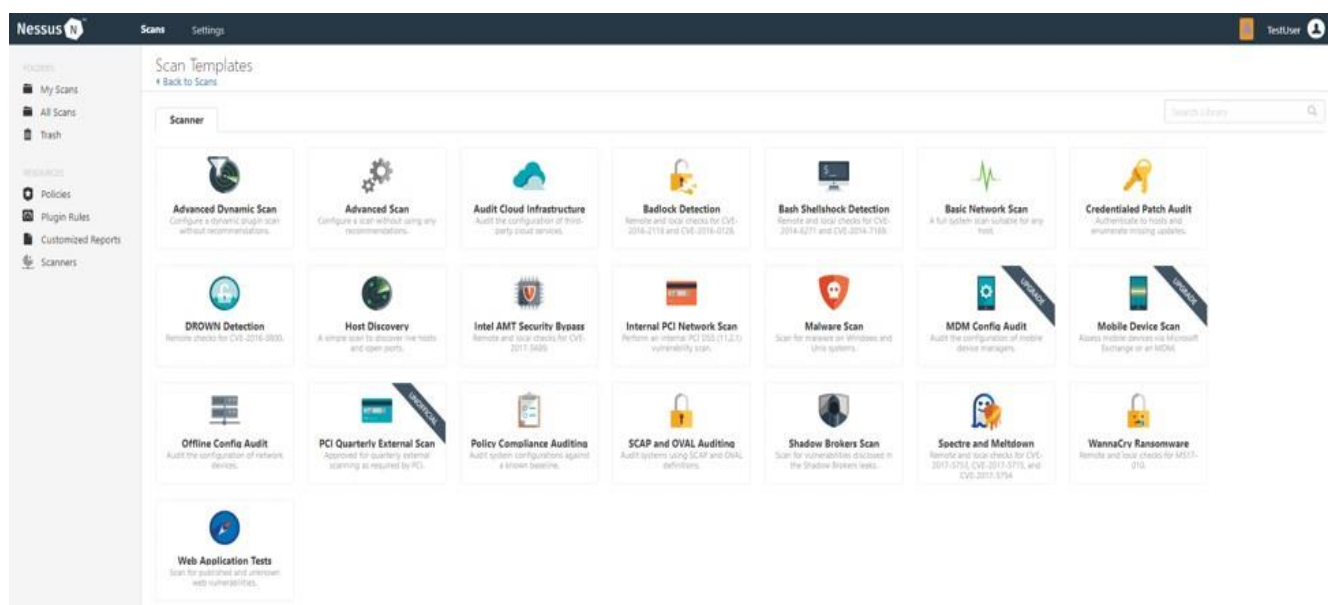 Nessus N
Scans Settings
TestUser
FOLDERS
My Scans
All Scans
Trash
RESOURCES
Policies
Plugin Rules
Customized Reports
Scanners
Scan Templates
Back to Scans
Scanner
Search Library
Advanced Dynamic Scan
Configure a dynamic plugin scan
without recommendations.
Advanced Scan
Configure a scan without using any
recommendations.
Audit Cloud Infrastructure
Audit the configuration of third-
party cloud services.
Badlock Detection
Remote and local checks for CVE-
2016-2118 and CVE-2016-0128.
Bash Shellshock Detection
Remote and local checks for CVE-
2014-6271 and CVE-2014-7169.
Basic Network Scan
A full system scan suitable for any
host.
Credentialed Patch Audit
Authenticate to hosts and
enumerate missing updates.
DROWN Detection
Remote checks for CVE-2016-0800.
Host Discovery
A simple scan to discover live hosts
and open ports.
Intel AMT Security Bypass
Remote and local checks for CVE-
2017-5689.
Internal PCI Network Scan
Perform an internal PCI DSS (11.2.1)
vulnerability scan.
Malware Scan
Scan for malware on Windows and
Unix systems.
UPGRADE
MDM Config Audit
Audit the configuration of mobile
device managers.
UPGRADE
Mobile Device Scan
Assess mobile devices via Microsoft
Exchange or an MDM.
Offline Config Audit
Audit the configuration of network
devices.
UNOFFICIAL
PCI Quarterly External Scan
Approved for quarterly external
scanning as required by PCI.
Policy Compliance Auditing
Audit system configurations against
a known baseline.
SCAP and OVAL Auditing
Audit systems using SCAP and OVAL
definitions.
Shadow Brokers Scan
Scan for vulnerabilities disclosed in
the Shadow Brokers leaks.
Spectre and Meltdown
Remote and local checks for CVE-
2017-5753, CVE-2017-5715, and
CVE-2017-5754
WannaCry Ransomware
Remote and local checks for MS17-
010.
Web Application Tests
Scan for published and unknown
web vulnerabilities.